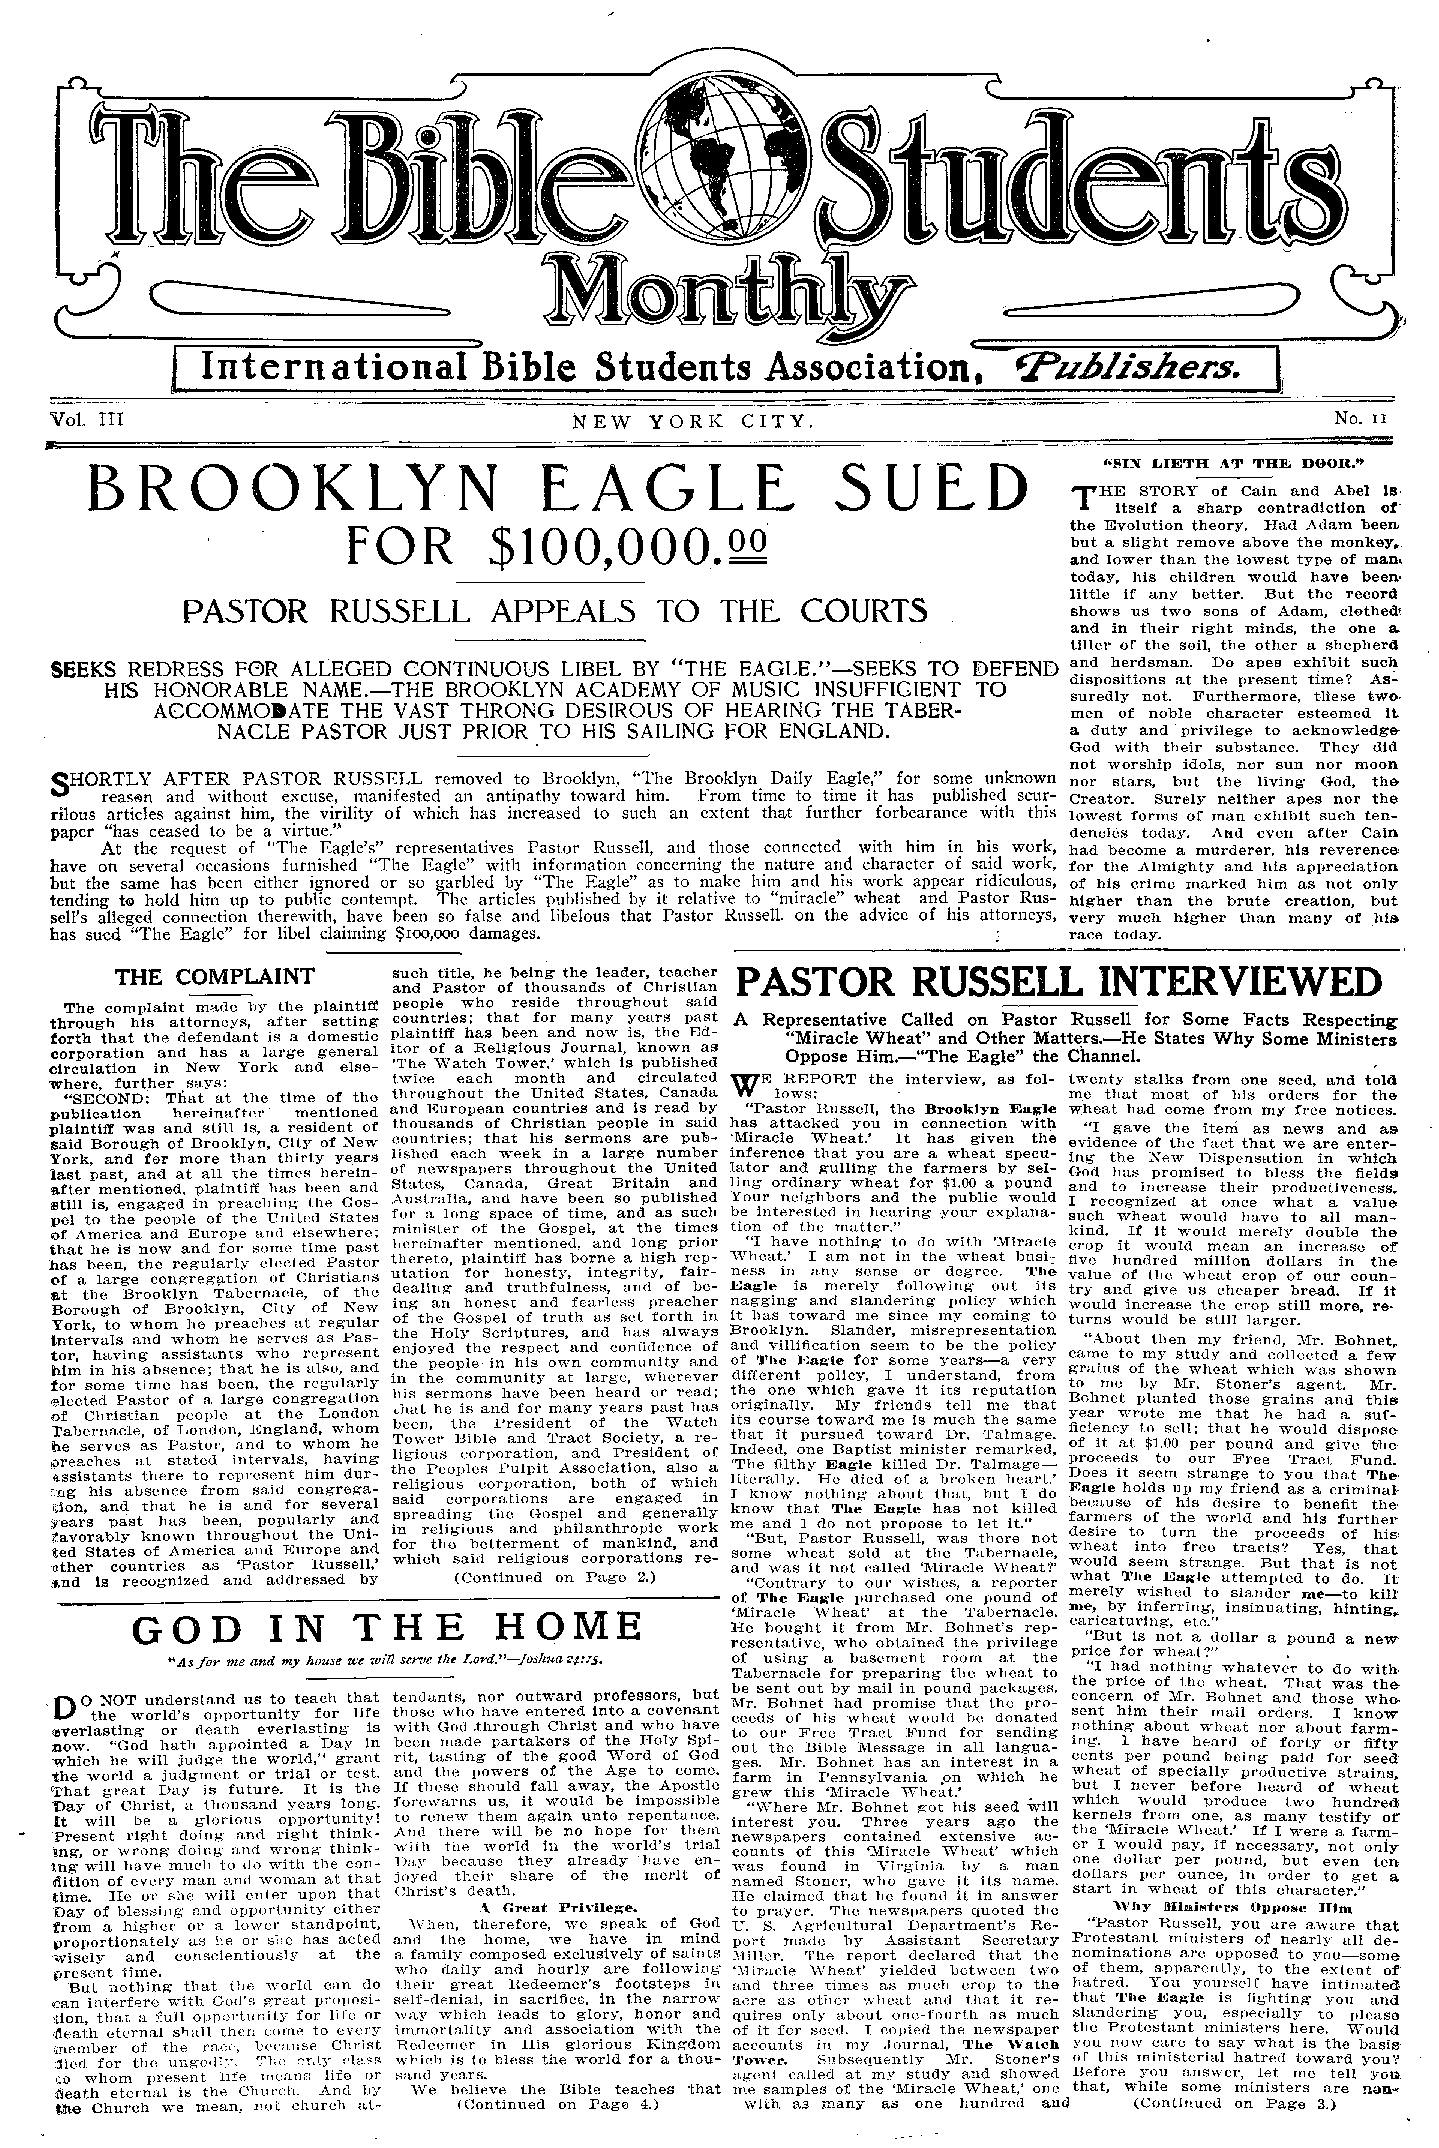 The Bible Students
Monthly
International Bible Students Association, Publishers.
Vol. III NEW YORK CITY. No. 11
BROOKLYN EAGLE SUED
FOR $100,000.00
PASTOR RUSSELL APPEALS TO THE COURTS
SEEKS REDRESS FOR ALLEGED CONTINUOUS LIBEL BY “THE EAGLE.”—SEEKS TO DEFEND
HIS HONORABLE NAME.—THE BROOKLYN ACADEMY OF MUSIC INSUFFICIENT TO
ACCOMMODATE THE VAST THRONG DESIROUS OF HEARING THE TABER-
NACLE PASTOR JUST PRIOR TO HIS SAILING FOR ENGLAND.
SHORTLY AFTER PASTOR RUSSELL removed to Brooklyn, “The Brooklyn Daily Eagle,” for some unknown
reason and without excuse, manifested an antipathy toward him. From time to time it has published scur-
rilous articles against him, the virility of which has increased to such an extent that further forbearance with this
paper “has ceased to be a virtue.”
At the request of “The Eagle’s” representatives Pastor Russell, and those connected with him in his work,
have on several occasions furnished “The Eagle” with information concerning the nature and character of said work,
but the same has been either ignored or so garbled by “The Eagle” as to make him and his work appear ridiculous,
tending to hold him up to public contempt. The articles published by it relative to “miracle” wheat and Pastor Rus-
sell’s alleged connection therewith, have been so false and libelous that Pastor Russell. on the advice of his attorneys,
has sued “The Eagle” for libel claiming $100,000 damages.
“SIN LIETH AT THE DOOR.”
THE STORY of Cain and Abel is
itself a sharp contradiction of
the Evolution theory. Had Adam been
but a slight remove above the monkey,
and lower than the lowest type of man
today, his children would have been
little if any better. But the record
shows us two sons of Adam, clothed
and in their right minds, the one a
tiller of the soil, the other a shepherd
and herdsman. Do apes exhibit such
dispositions at the present time? As-
suredly not. Furthermore, these two
men of noble character esteemed it
a duty and privilege to acknowledge
God with their substance. They did
not worship idols, nor sun nor moon
nor stars, but the living God, the
Creator. Surely neither apes nor the
lowest forms of man exhibit such ten-
dencies today. And even after Cain
had become a murderer, his reverence
for the Almighty and his appreciation
of his crime marked him as not only
higher than the brute creation, but
very much higher than many of his
race today.
THE COMPLAINT
The complaint made by the plaintiff
through his attorneys, after setting
forth that the defendant is a domestic
corporation and has a large general
circulation in New York and else-
where, further says:
“SECOND: That at the time of the
publication hereinafter mentioned
plaintiff was and still is, a resident of
said Borough of Brooklyn, City of New
York, and for more than thirty years
last past, and at all the times herein-
after mentioned, plaintiff has been and
still is, engaged in preaching the Gos-
pel to the people of the United States
of America and Europe and elsewhere;
that he is now and for some time past
has been, the regularly elected Pastor
of a large congregation of Christians
at the Brooklyn Tabernacle, of the
Borough of Brooklyn, City of New
York, to whom he preaches at regular
intervals and whom he serves as Pas-
tor, having assistants who represent
him in his absence; that he is also, and
for some time has been, the regularly
elected Pastor of a large congregation
of Christian people at the London
Tabernacle, of London, England, whom
he serves as Pastor, and to whom he
preaches at stated intervals, having
assistants there to represent him dur-
ing his absence from said congrega-
tion, and that he is and for several
years past has been, popularly and
favorably known throughout the Uni-
ted States of America and Europe and
other countries as ‘Pastor Russell,’
and is recognized and addressed by
such title, he being the leader, teacher
and Pastor of thousands of Christian
people who reside throughout said
countries; that for many years past
plaintiff has been and now is, the Ed-
itor of a Religious Journal, known as
‘The Watch Tower,’ which is published
twice each month and circulated
throughout the United States, Canada
and European countries and is read by
thousands of Christian people in said
countries; that his sermons are pub-
lished each week in a large number
of newspapers throughout the United
States, Canada, Great Britain and
Australia, and have been so published
for a long space of time, and as such
minister of the Gospel, at the times
hereinafter mentioned, and long prior
thereto, plaintiff has borne a high rep-
utation for honesty, integrity, fair-
dealing and truthfulness, and of be-
ing an honest and fearless preacher
of the Gospel of truth as set forth in
the Holy Scriptures, and has always
enjoyed the respect and confidence of
the people in his own community and
in the community at large, wherever
his sermons have been heard or read;
that he is and for many years past has
been, the President of the Watch
Tower Bible and Tract Society, a re-
ligious corporation, and President of
the Peoples Pulpit Association, also a
religious corporation, both of which
said corporations are engaged in
spreading the Gospel and generally
in religious and philanthropic work
for the betterment of mankind, and
which said religious corporations re-
(Continued on Page 2.)
GOD IN THE HOME
“As for me and my house we will serve the Lord.”—Joshua 24:15.
DO NOT understand us to teach that
the world’s opportunity for life
everlasting or death everlasting is
now. “God hath appointed a Day in
which he will judge the world,” grant
the world a judgment or trial or test.
That great Day is future. It is the
Day of Christ, a thousand years long.
It will be a glorious opportunity!
Present right doing and right think-
ing, or wrong doing and wrong think-
ing will have much to do with the con-
dition of every man and woman at that
time. He or she will enter upon that
Day of blessing and opportunity either
from a higher or a lower standpoint,
proportionately as he or she has acted
wisely and conscientiously at the
present time.
But nothing that the world can do
can interfere with God’s great proposi-
tion, that a full opportunity for life or
death eternal shall then come to every
member of the race, because Christ
died for the ungodly. The only class
to whom present life means life or
death eternal is the Church. And by
the Church we mean, not church at-
tendants, nor outward professors, but
those who have entered into a covenant
with God through Christ and who have
been made partakers of the Holy Spi-
rit, tasting of the good Word of God
and the powers of the Age to come.
If these should fall away, the Apostle
forewarns us, it would be impossible
to renew them again unto repentance.
And there will be no hope for them
with the world in the world’s trial
Day because they already have en-
joyed their share of the merit of
Christ’s death.
A Great Privilege.
When, therefore, we speak of God
and the home, we have in mind
a family composed exclusively of saints
who daily and hourly are following
their great Redeemer’s footsteps in
self-denial, in sacrifice, in the narrow
way which leads to glory, honor and
immortality and association with the
Redeemer in His glorious Kingdom
which is to bless the world for a thou-
sand years.
We believe the Bible teaches that
(Continued on Page 4.)
PASTOR RUSSELL INTERVIEWED
A Representative Called on Pastor Russell for Some Facts Respecting
“Miracle Wheat” and Other Matters.—He States Why Some Ministers
Oppose Him.—“The Eagle” the Channel.
WE REPORT the interview, as fol-
lows:
“Pastor Russell, the Brooklyn Eagle
has attacked you in connection with
‘Miracle Wheat.’ It has given the
inference that you are a wheat specu-
lator and gulling the farmers by sel-
ling ordinary wheat for $1.00 a pound
Your neighbors and the public would
be interested in hearing your explana-
tion of the matter.”
“I have nothing to do with ‘Miracle
Wheat.’ I am not in the wheat busi-
ness in any sense or degree. The
Eagle is merely following out its
nagging and slandering policy which
it has toward me since my coming to
Brooklyn. Slander, misrepresentation
and villification seem to be the policy
of The Eagle for some years—a very
different policy, I understand, from
the one which gave it its reputation
originally. My friends tell me that
its course toward me is much the same
that it pursued toward Dr. Talmage.
Indeed, one Baptist minister remarked,
‘The filthy Eagle killed Dr. Talmage—
literally. He died of a broken heart.’
I know nothing about that, but I do
know that The Eagle has not killed
me and I do not propose to let it.”
“But, Pastor Russell, was there not
some wheat sold at the Tabernacle,
and was it not called ‘Miracle Wheat?’
“Contrary to our wishes, a reporter
of The Eagle purchased one pound of
‘Miracle Wheat’ at the Tabernacle.
He bought it from Mr. Bohnet’s rep-
resentative, who obtained the privilege
of using a basement room at the
Tabernacle for preparing the wheat to
be sent out by mail in pound packages.
Mr. Bohnet had promise that the pro-
ceeds of his wheat would be donated
to our Free Tract Fund for sending
out the Bible Message in all langua-
ges. Mr. Bohnet has an interest in a
farm in Pennsylvania on which he
grew this ‘Miracle Wheat.’
“Where Mr. Bohnet got his seed will
interest you. Three years ago the
newspapers contained extensive ac-
counts of this ‘Miracle Wheat’ which
was found in Virginia by a man
named Stoner, who gave it its name.
He claimed that he found it in answer
to prayer. The newspapers quoted the
U. S. Agricultural Department’s Re-
port made by Assistant Secretary
Miller. The report declared that the
‘Miracle Wheat’ yielded between two
and three times as much crop to the
acre as other wheat and that it re-
quires only about one-fourth as much
of it for seed. I copied the newspaper
accounts in my Journal, The Watch
Tower. Subsequently Mr. Stoner’s
agent called at my study and showed
me samples of the ‘Miracle Wheat,’ one
with as many as one hundred and
twenty stalks from one seed, and told
me that most of his orders for the
wheat had come from my free notices.
“I gave the item as news and as
evidence of the fact that we are enter-
ing the New Dispensation in which
God has promised to bless the fields
and to increase their productiveness.
I recognized at once what a value
such wheat would have to all man-
kind. If it would merely double the
crop it would mean an increase of
five hundred million dollars in the
value of the wheat crop of our coun-
try and give us cheaper bread. If it
would increase the crop still more, re-
turns would be still larger.
“About then my friend, Mr. Bohnet,
came to my study and collected a few
grains of the wheat which was shown
to me by Mr. Stoner’s agent. Mr.
Bohnet planted those grains and this
year wrote me that he had a suf-
ficiency to sell; that he would dispose
of it at $1.00 per pound and give the
proceeds to our Free Tract Fund.
Does it seem strange to you that The
Eagle holds up my friend as a criminal
because of his desire to benefit the
farmers of the world and his further
desire to turn the proceeds of his
wheat into free tracts? Yes, that
would seem strange. But that is not
what The Eagle attempted to do. It
merely wished to slander me—to kill
me, by inferring, insinuating, hinting,
caricaturing, etc.”
“But is not a dollar a pound a new
price for wheat?”
“I had nothing whatever to do with
the price of the wheat. That was the
concern of Mr. Bohnet and those who
sent him their mail orders. I know
nothing about wheat nor about farm-
ing. I have heard of forty or fifty
cents per pound being paid for seed
wheat of specially productive strains,
but I never before heard of wheat
which would produce two hundred
kernels from one, as many testify of
the ‘Miracle Wheat.’ If I were a farm-
er I would pay, if necessary, not only
one dollar per pound, but even ten
dollars per ounce, in order to get a
start in wheat of this character.”
Why Ministers Oppose Him
“Pastor Russell, you are aware that
Protestant ministers of nearly all de-
nominations are opposed to you—some
of them, apparently, to the extent of
hatred. You yourself have intimated
that The Eagle is fighting you and
slandering you, especially to please
the Protestant ministers here. Would
you now care to say what is the basis
of this ministerial hatred toward you?
Before you answer, let me tell you
that, while some ministers are non-
(Continued on Page 3.)